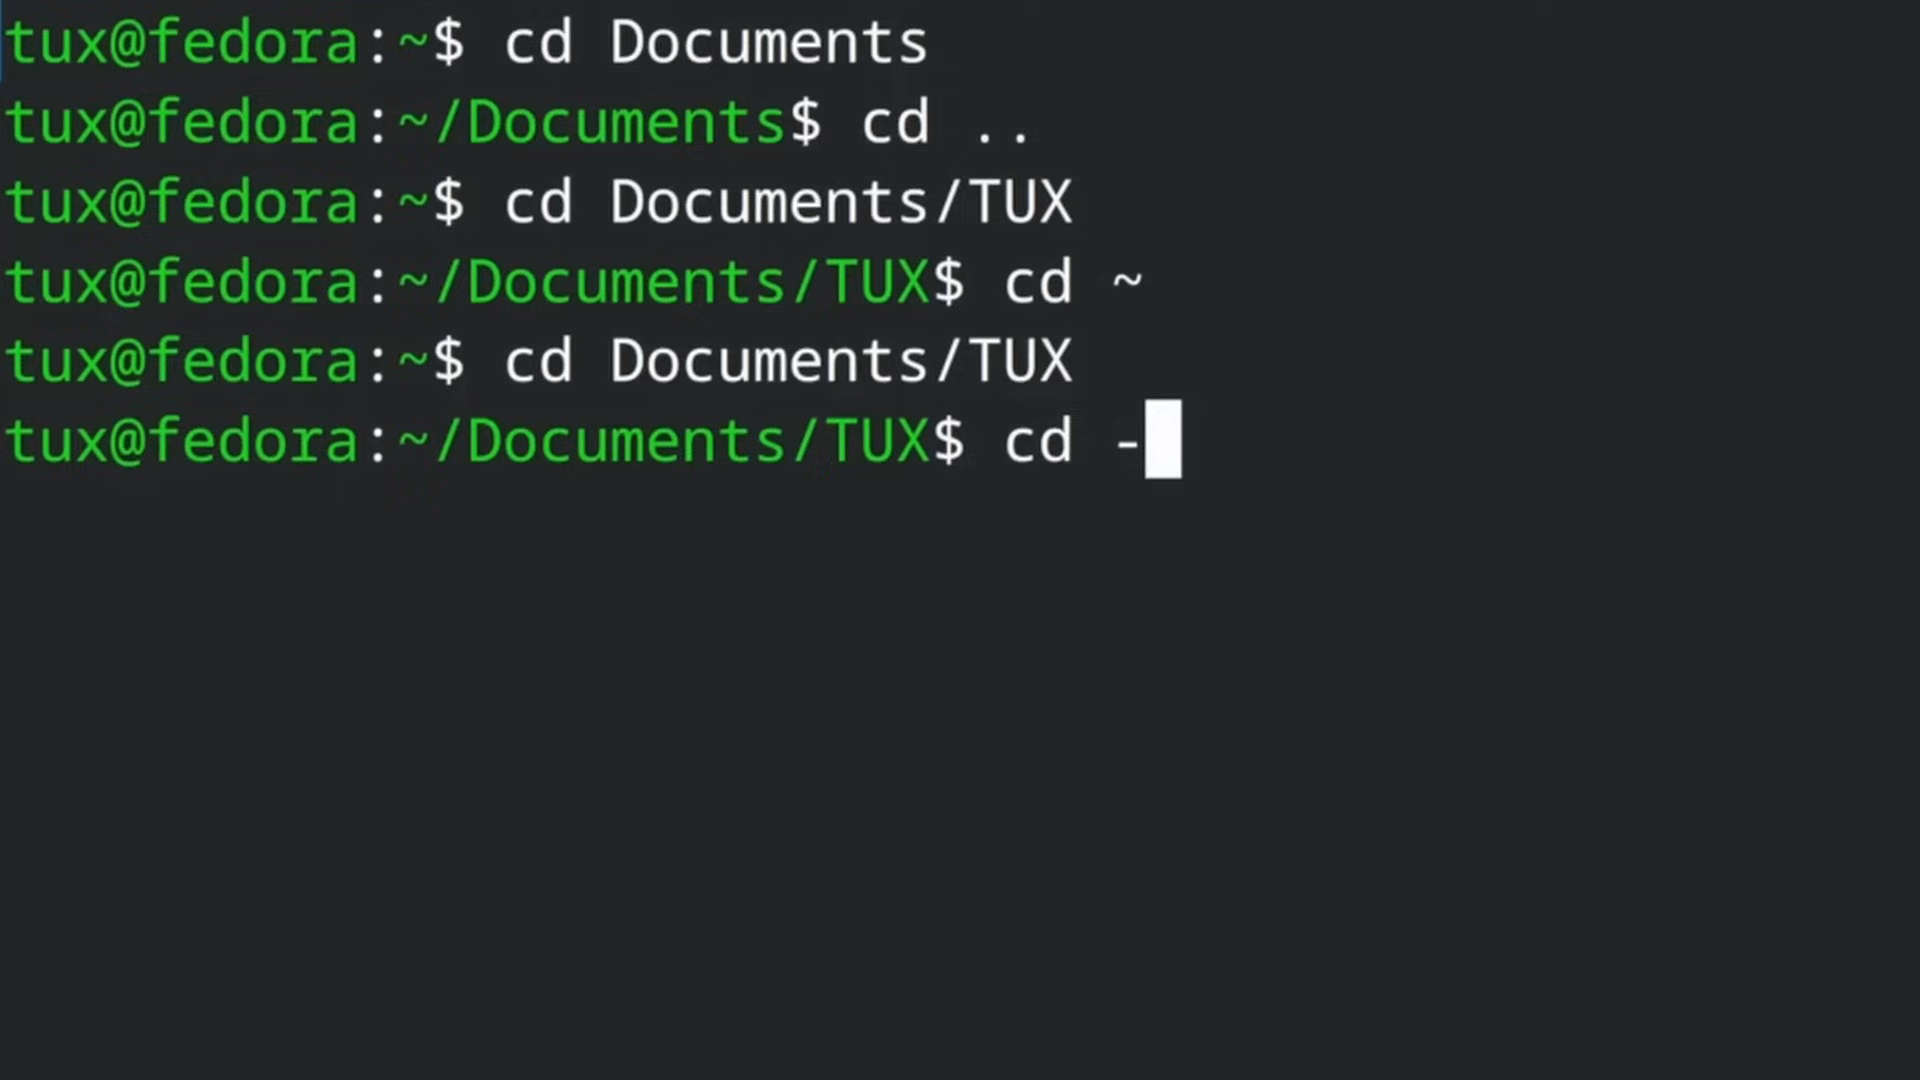 tux@fedora:~$ cd Documents
tux@fedora:~/Documents$ cd ..
tux@fedora:~$ cd Documents/TUX
tux@fedora:~/Documents/TUX$ cd ~
tux@fedora:~$ cd Documents/TUX
tux@fedora:~/Documents/TUX$ cd -